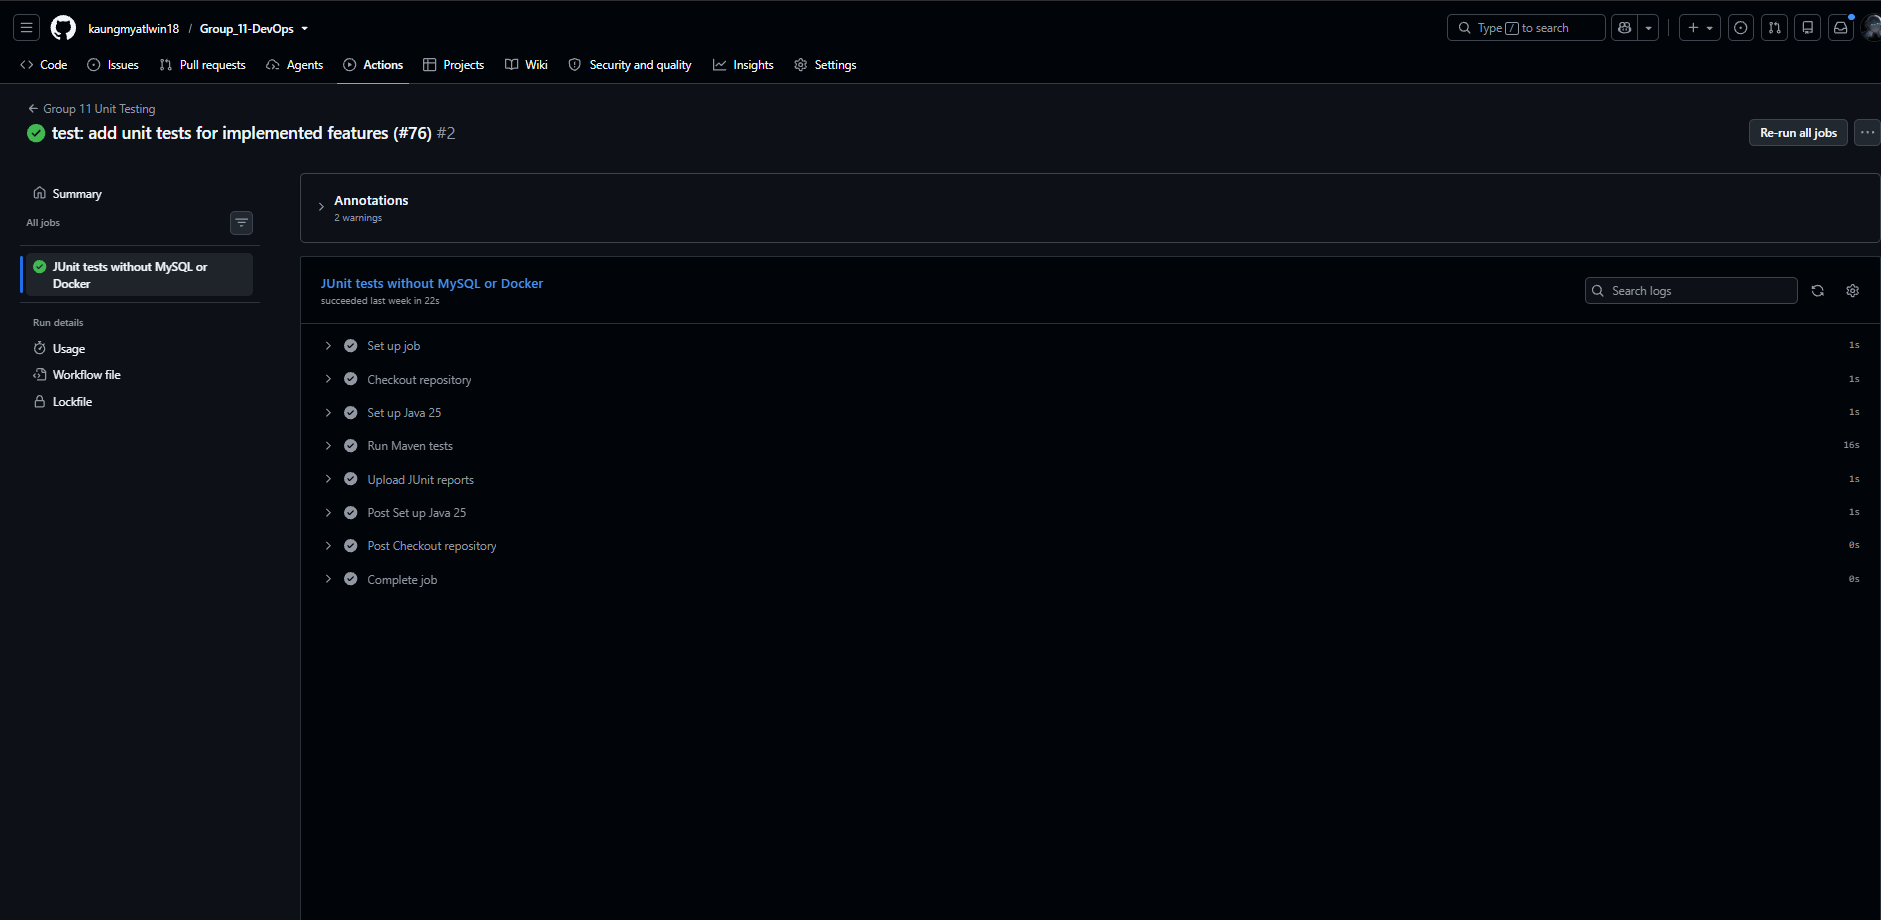 kaungmyatlwin18 / Group_11-DevOps
Type / to search
Code Issues Pull requests Agents Actions Projects Wiki Security and quality Insights Settings
Group 11 Unit Testing
test: add unit tests for implemented features (#76) #2
Re-run all jobs
Summary
All jobs
JUnit tests without MySQL or
Docker
Run details
Usage
Workflow file
Lockfile
Annotations
2 warnings
JUnit tests without MySQL or Docker
succeeded last week in 22s
Search logs
Set up job 1s
Checkout repository 1s
Set up Java 25 1s
Run Maven tests 16s
Upload JUnit reports 1s
Post Set up Java 25 1s
Post Checkout repository 0s
Complete job 0s